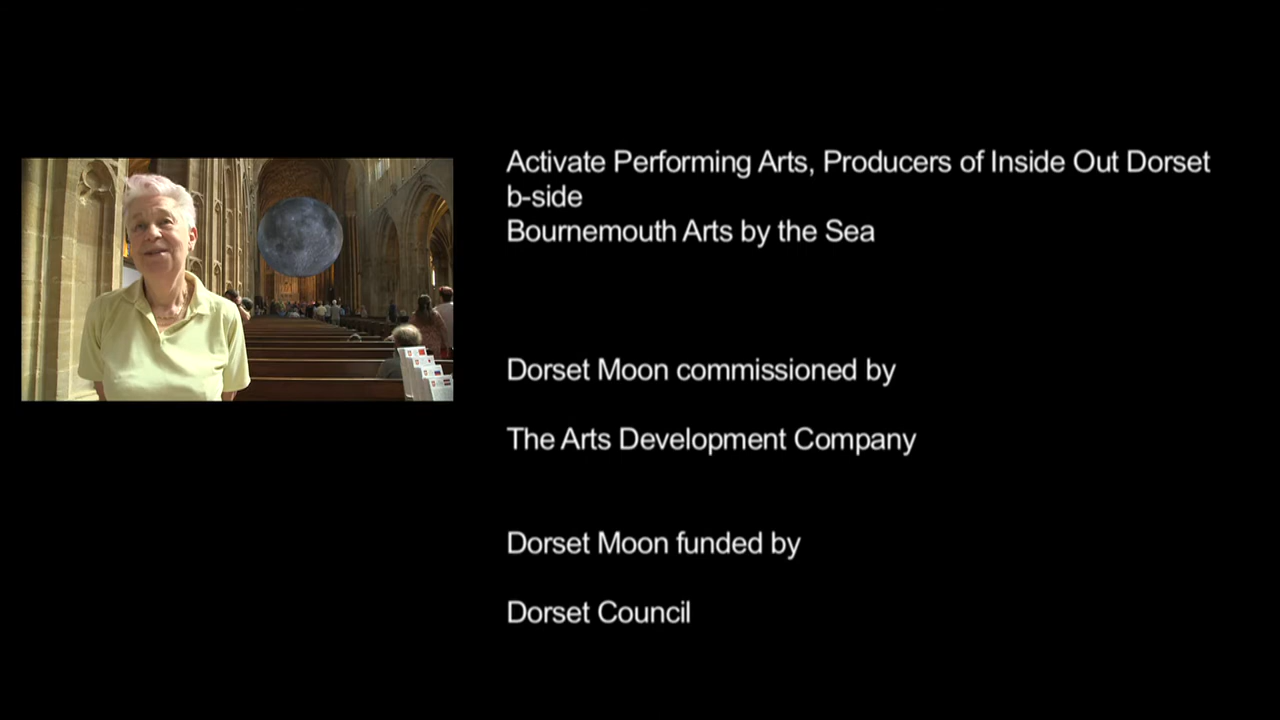 Activate Performing Arts, Producers of Inside Out Dorset
b-side
Bournemouth Arts by the Sea
Dorset Moon commissioned by
The Arts Development Company
Dorset Moon funded by
Dorset Council